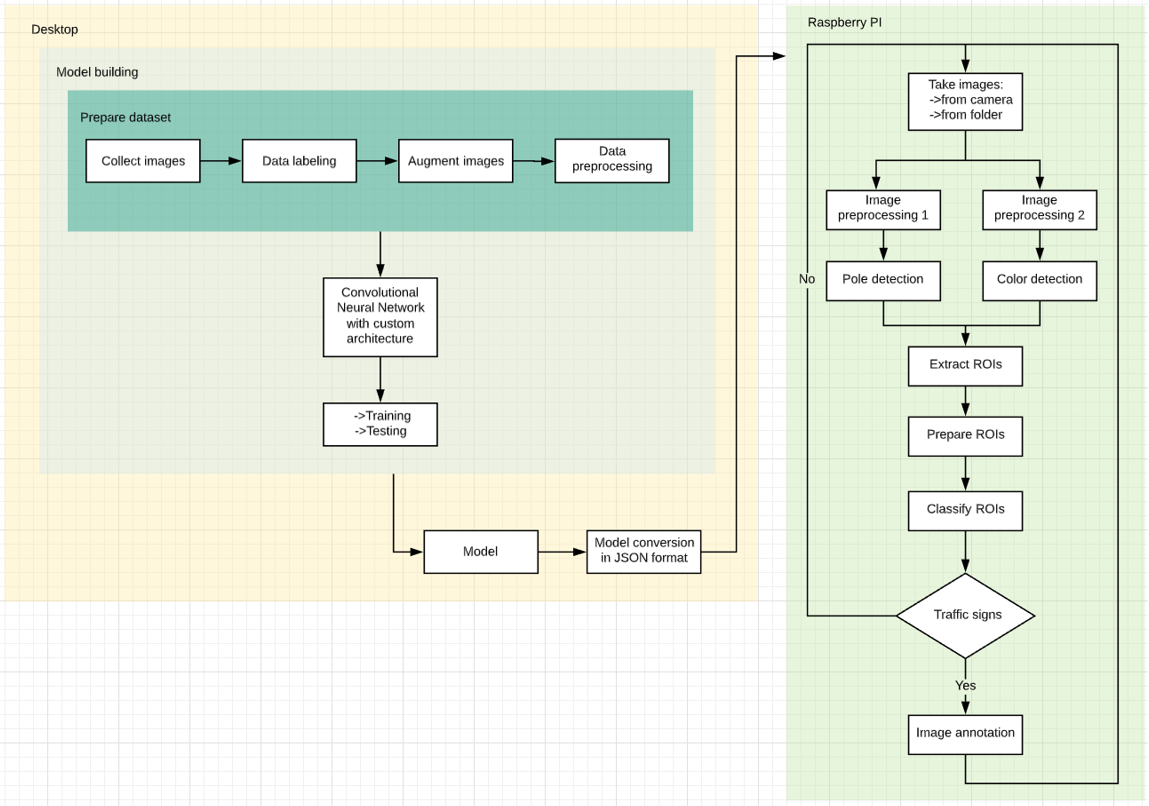 Desktop
Model building
Prepare dataset
Collect images
Data labeling
Augment images
Data
preprocessing
Convolutional
Neural Network
with custom
architecture
->Training
->Testing
Model
Model conversion
in JSON format
Raspberry PI
Take images:
->from camera
->from folder
Image
preprocessing 1
Image
preprocessing 2
No
Pole detection
Color detection
Extract ROIs
Prepare ROIs
Classify ROIs
Traffic signs
Yes
Image annotation